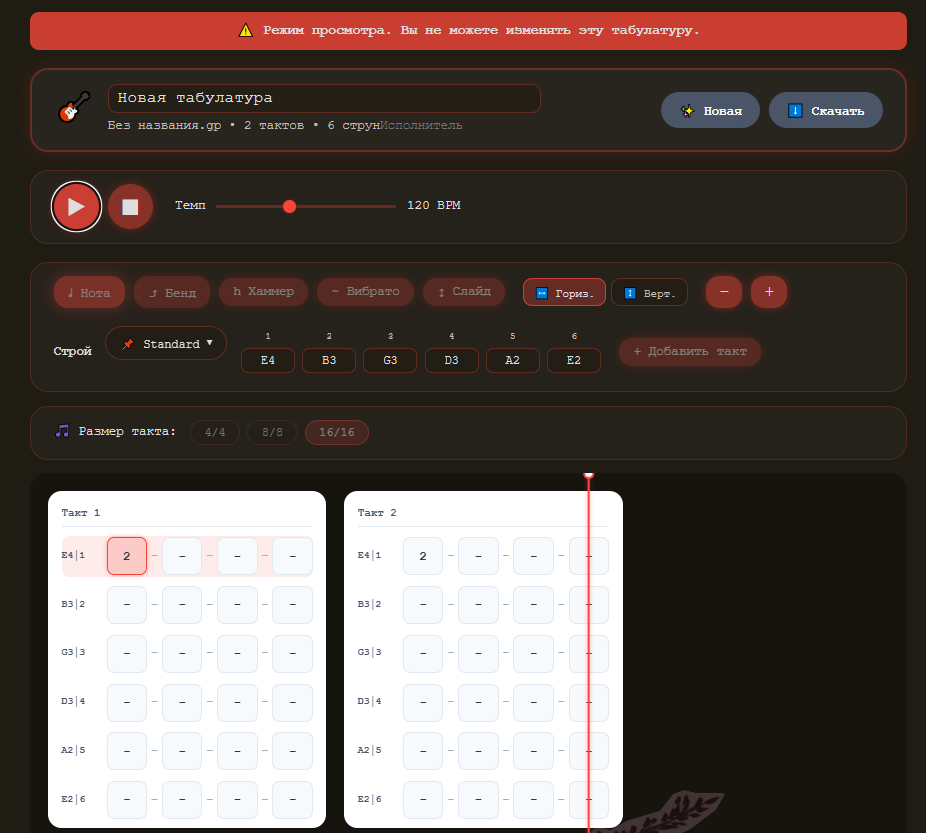 ⚠️ Режим просмотра. Вы не можете изменять эту табулатуру.
Новая табулатура
Без названия.gp • 2 тактов • 6 струнИсполнитель
✨ Новая
⬇️ Скачать
Темп
120 BPM
♩ Нота
⤴ Бенд
h Хаммер
~ Вибрато
↕ Слайд
↔️ Гориз.
↕️ Верт.
−
+
Строй
📌 Standard ▼
1 2 3 4 5 6
E4 B3 G3 D3 A2 E2
+ Добавить такт
🎵 Размер такта:
4/4
8/8
16/16
Такт 1
E4|1 2 – – – – – –
B3|2 – – – – – – –
G3|3 – – – – – – –
D3|4 – – – – – – –
A2|5 – – – – – – –
E2|6 – – – – – – –
Такт 2
E4|1 2 – – – – – –
B3|2 – – – – – – –
G3|3 – – – – – – –
D3|4 – – – – – – –
A2|5 – – – – – – –
E2|6 – – – – – – –